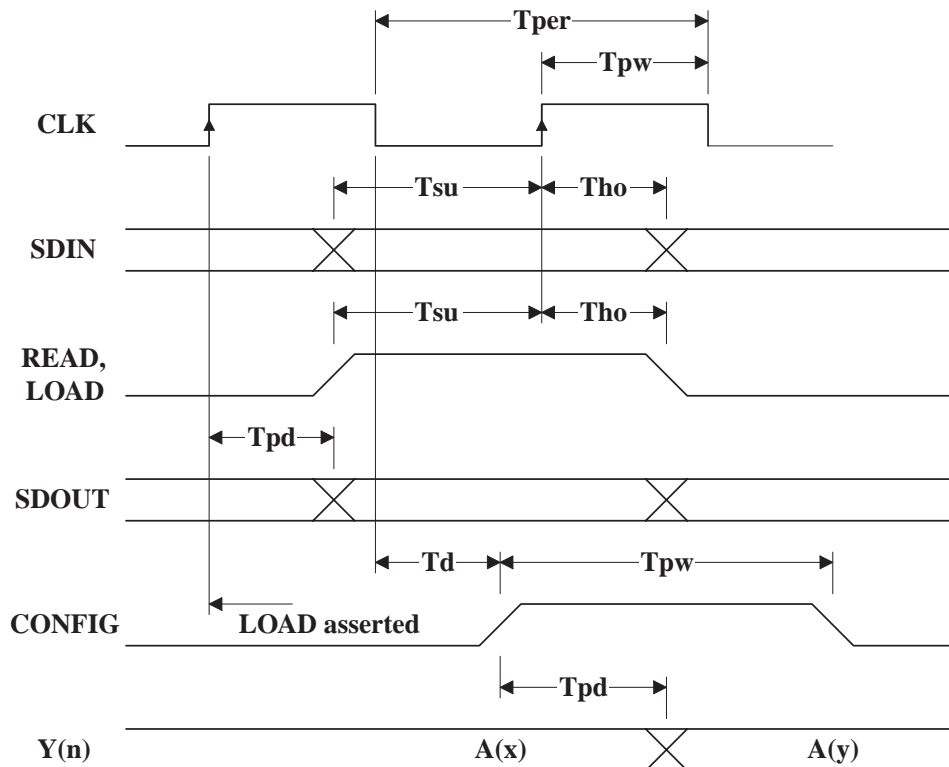 Tper
Tpw
CLK
Tsu
Tho
SDIN
Tsu
Tho
READ,
LOAD
Tpd
SDOUT
Td
Tpw
CONFIG
LOAD asserted
Tpd
Y(n)
A(x)
A(y)